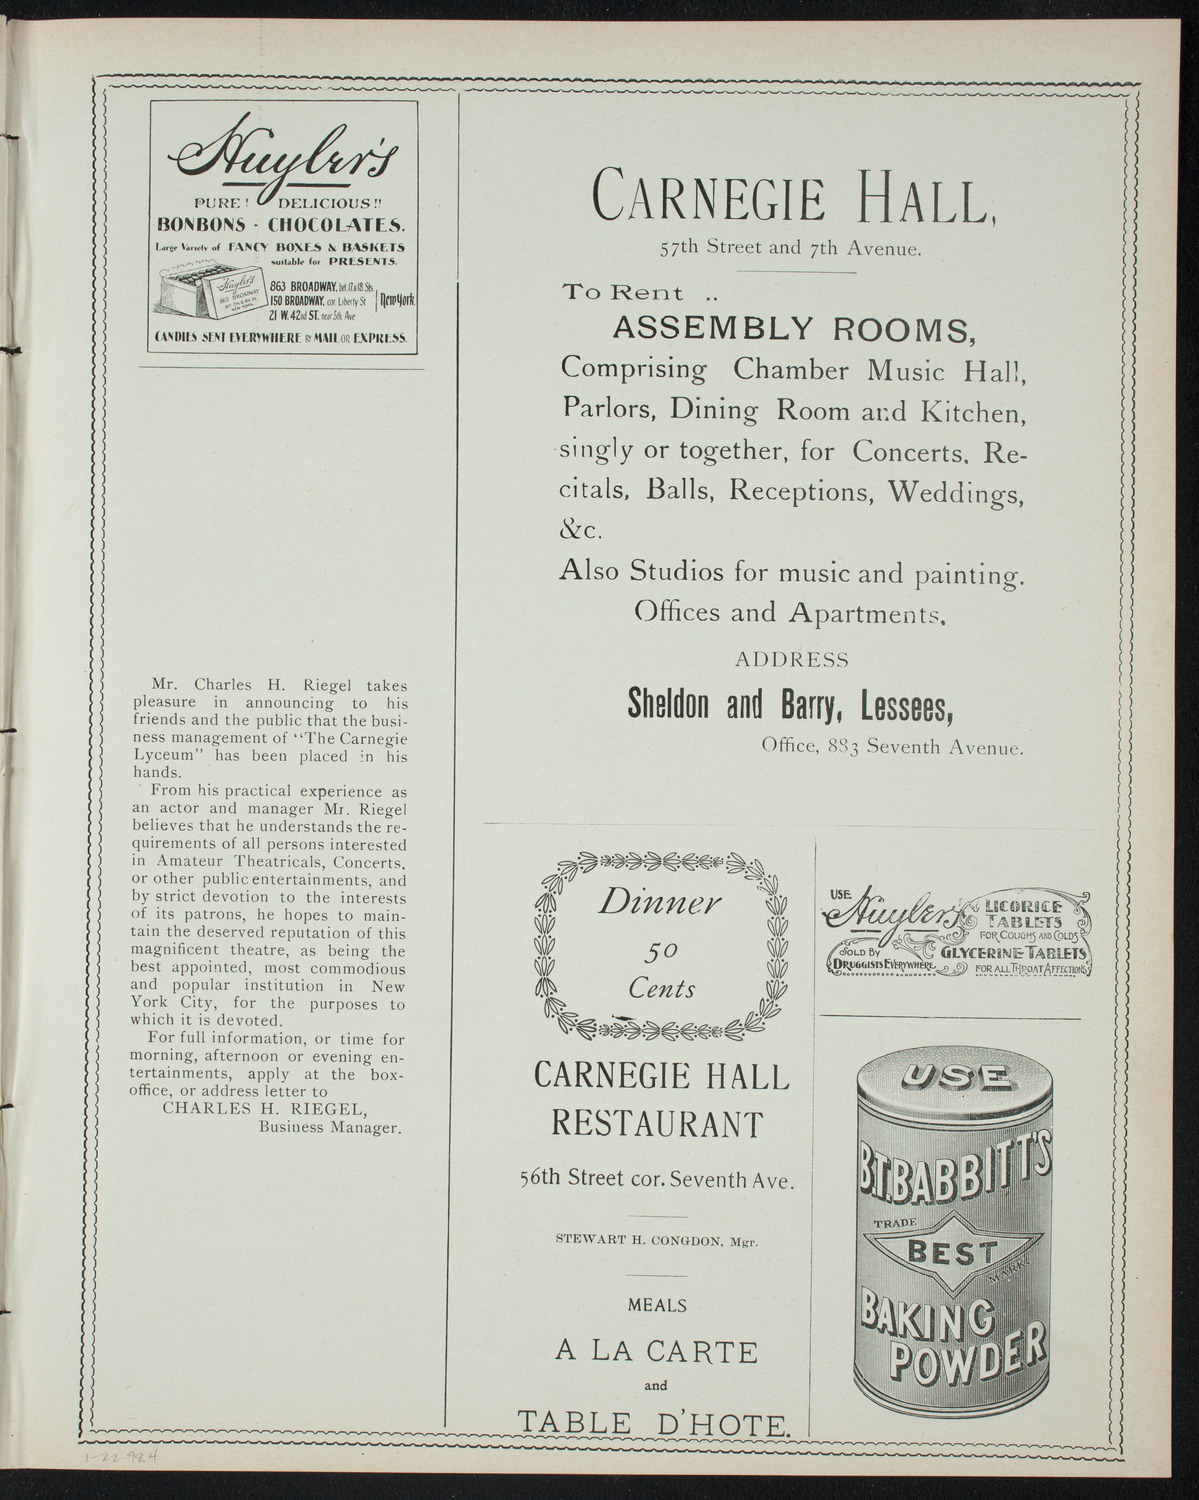 Huyler's
PURE! DELICIOUS!!
BONBONS - CHOCOLATES.
Large Variety of FANCY BOXES & BASKETS
suitable for PRESENTS.
Huyler's
863 BROADWAY
NEW YORK
863 BROADWAY, bet. 17 & 18 Sts.
150 BROADWAY, cor Liberty St
21 W. 42nd ST. near 5th Ave
New York
CANDIES SENT EVERYWHERE BY MAIL OR EXPRESS.
Mr. Charles H. Riegel takes
pleasure in announcing to his
friends and the public that the busi-
ness management of "The Carnegie
Lyceum" has been placed in his
hands.
From his practical experience as
an actor and manager Mr. Riegel
believes that he understands the re-
quirements of all persons interested
in Amateur Theatricals, Concerts,
or other public entertainments, and
by strict devotion to the interests
of its patrons, he hopes to main-
tain the deserved reputation of this
magnificent theatre, as being the
best appointed, most commodious
and popular institution in New
York City, for the purposes to
which it is devoted.
For full information, or time for
morning, afternoon or evening en-
tertainments, apply at the box-
office, or address letter to
CHARLES H. RIEGEL,
Business Manager.
CARNEGIE HALL,
57th Street and 7th Avenue.
To Rent ..
ASSEMBLY ROOMS,
Comprising Chamber Music Hall,
Parlors, Dining Room and Kitchen,
singly or together, for Concerts, Re-
citals, Balls, Receptions, Weddings,
&c.
Also Studios for music and painting.
Offices and Apartments.
ADDRESS
Sheldon and Barry, Lessees,
Office, 883 Seventh Avenue.
Dinner
50
Cents
CARNEGIE HALL
RESTAURANT
56th Street cor. Seventh Ave.
STEWART H. CONGDON, Mgr.
MEALS
A LA CARTE
and
TABLE D'HOTE.
USE
Huyler's
LICORICE
TABLETS
FOR COUGHS AND COLDS
SOLD BY
DRUGGISTS EVERYWHERE
GLYCERINE TABLETS
FOR ALL THROAT AFFECTIONS
USE
B.T. BABBITT'S
TRADE
BEST
MARK
BAKING
POWDER
1-22-98.4